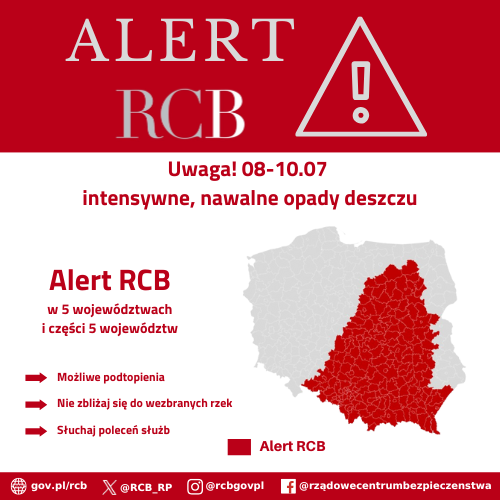 ALERT
RCB
Uwaga! 08-10.07
intensywne, nawalne opady deszczu
Alert RCB
w 5 województwach
i części 5 województw
Możliwe podtopienia
Nie zbliżaj się do wezbranych rzek
Słuchaj poleceń służb
Alert RCB
gov.pl/rcb
@RCB_RP
@rcbgovpl
@rządowecentrumbezpieczenstwa